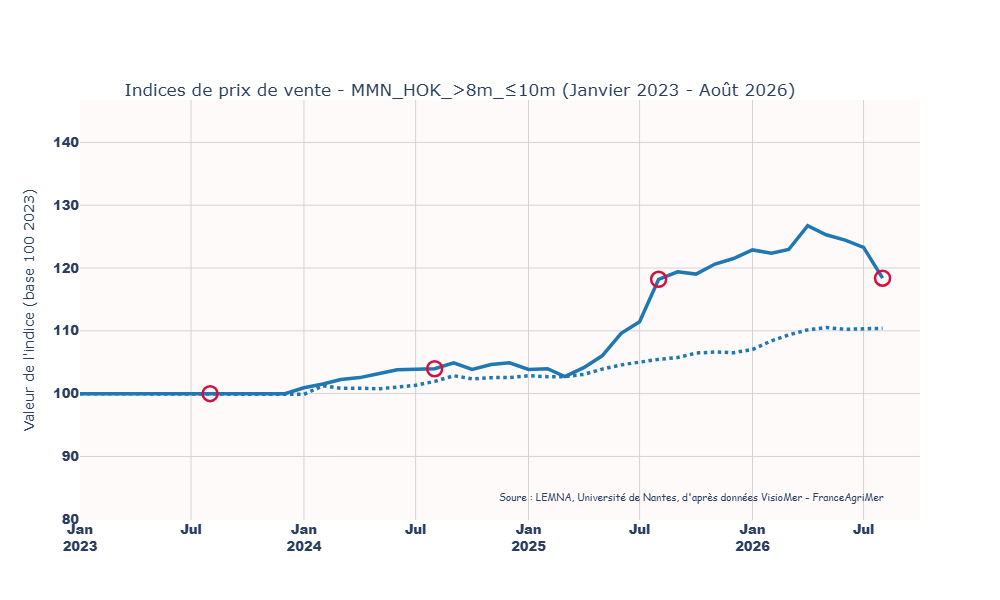 Indices de prix de vente - MMN_HOK_>8m_≤10m (Janvier 2023 - Août 2026)
Valeur de l'indice (base 100 2023)
140
130
120
110
100
90
80
Soure : LEMNA, Université de Nantes, d'après données VisioMer - FranceAgriMer
Jan Jul Jan Jul Jan Jul Jan Jul
2023 2024 2025 2026